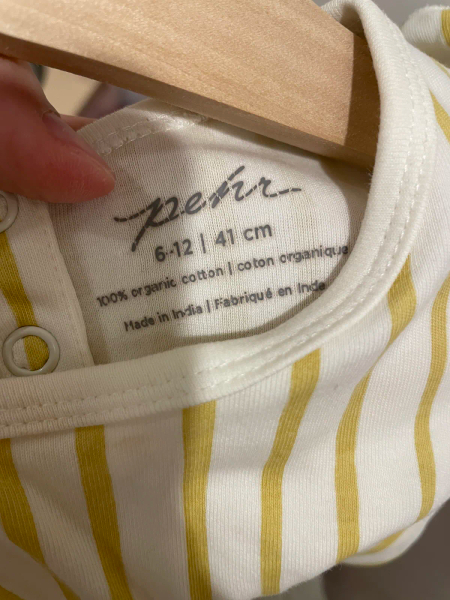 pehr
6-12 | 41 cm
100% organic cotton | coton organique
Made in India | Fabriqué en Inde